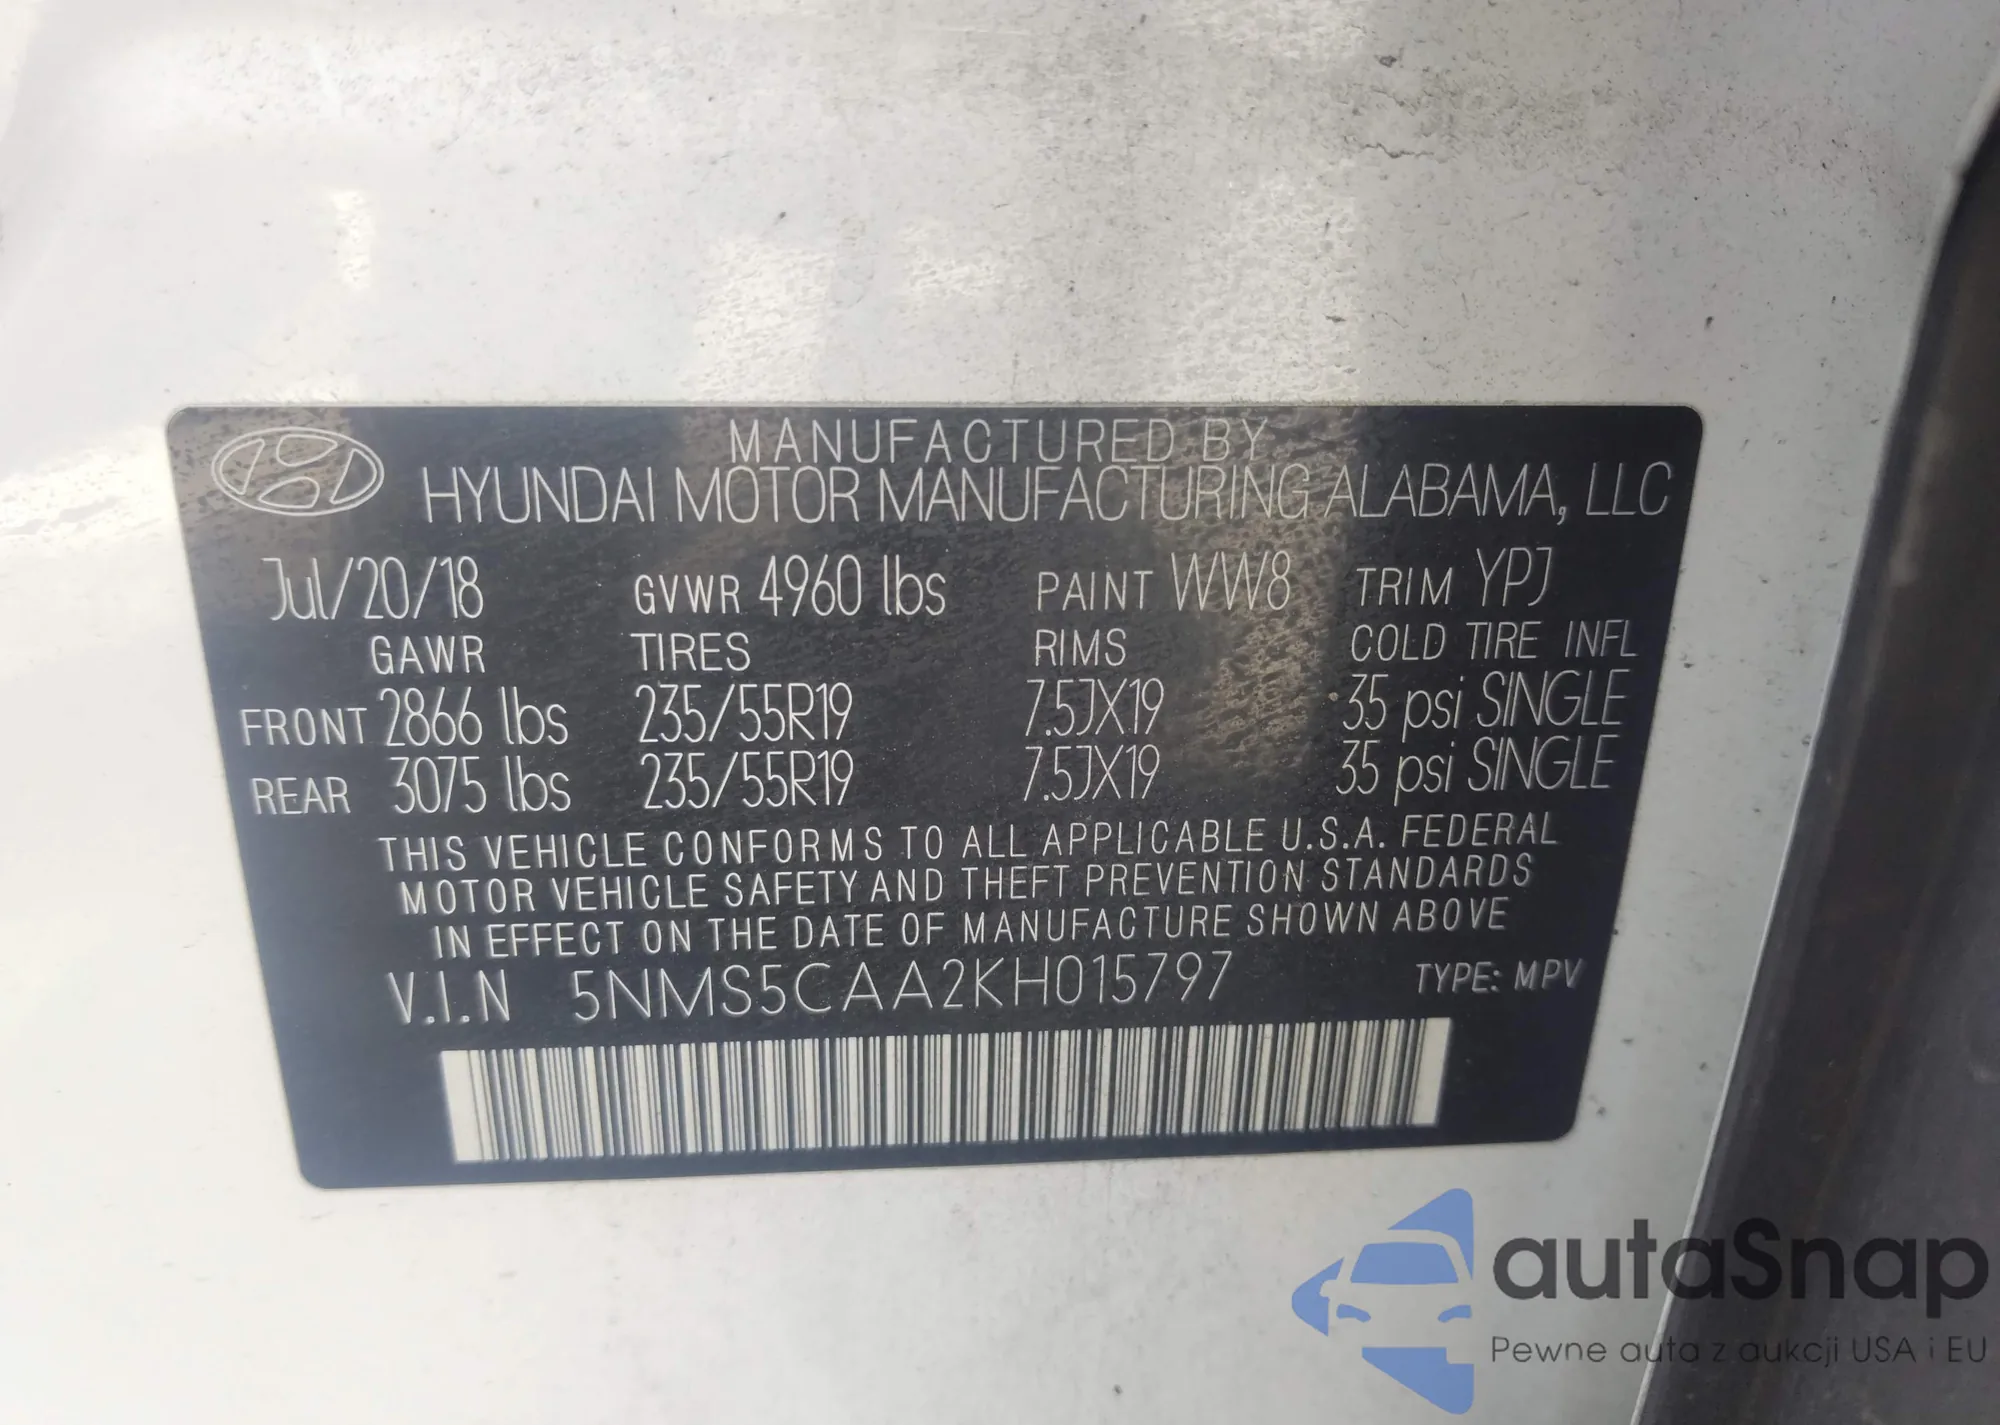 MANUFACTURED BY
HYUNDAI MOTOR MANUFACTURING ALABAMA, LLC
Jul/20/18 GVWR 4960 lbs PAINT WW8 TRIM YPJ
GAWR TIRES RIMS COLD TIRE INFL
FRONT 2866 lbs 235/55R19 7.5JX19 35 psi SINGLE
REAR 3075 lbs 235/55R19 7.5JX19 35 psi SINGLE
THIS VEHICLE CONFORMS TO ALL APPLICABLE U.S.A. FEDERAL
MOTOR VEHICLE SAFETY AND THEFT PREVENTION STANDARDS
IN EFFECT ON THE DATE OF MANUFACTURE SHOWN ABOVE
V.I.N 5NMS5CAA2KH015797 TYPE: MPV
autaSnap
Pewne auta z aukcji USA i EU